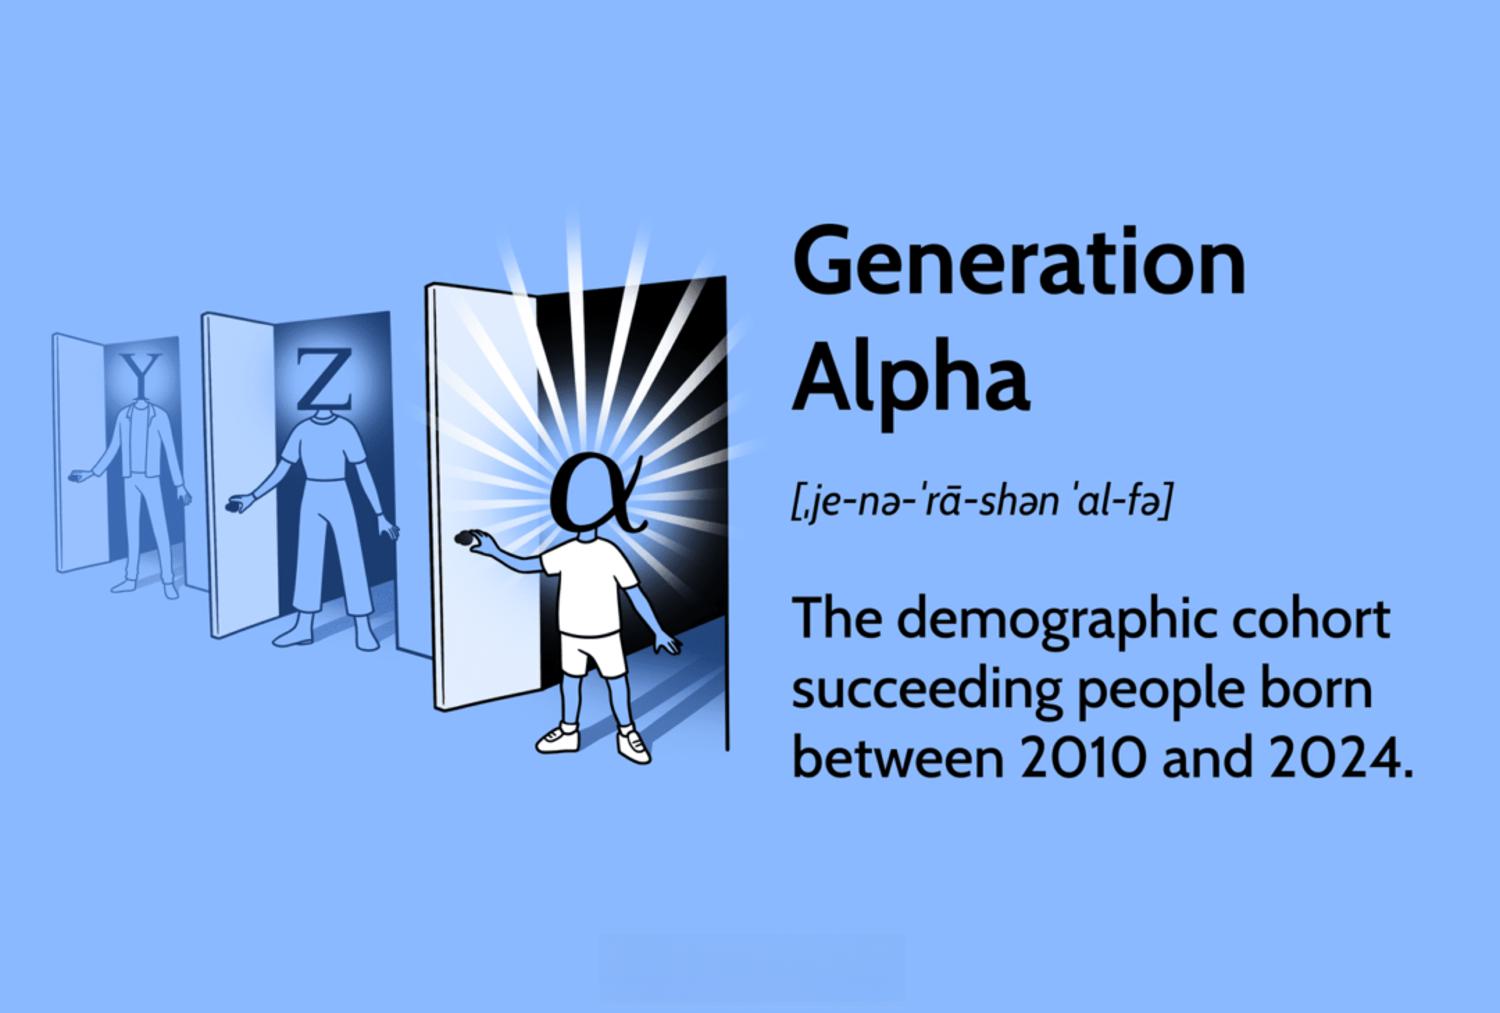 Y
Z
α
Generation
Alpha
[ˌje-nə-ˈrā-shən ˈal-fə]
The demographic cohort
succeeding people born
between 2010 and 2024.